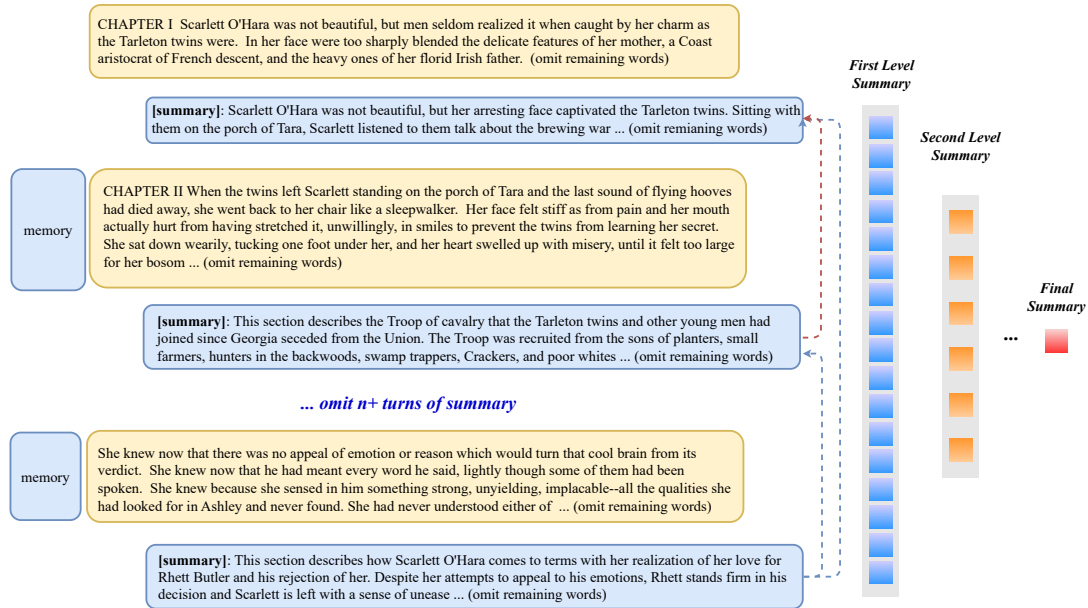 CHAPTER I  Scarlett O'Hara was not beautiful, but men seldom realized it when caught by her charm as
the Tarleton twins were.  In her face were too sharply blended the delicate features of her mother, a Coast
aristocrat of French descent, and the heavy ones of her florid Irish father.  (omit remaining words)
[summary]: Scarlett O'Hara was not beautiful, but her arresting face captivated the Tarleton twins. Sitting with
them on the porch of Tara, Scarlett listened to them talk about the brewing war ... (omit remianing words)
memory
CHAPTER II When the twins left Scarlett standing on the porch of Tara and the last sound of flying hooves
had died away, she went back to her chair like a sleepwalker.  Her face felt stiff as from pain and her mouth
actually hurt from having stretched it, unwillingly, in smiles to prevent the twins from learning her secret.
She sat down wearily, tucking one foot under her, and her heart swelled up with misery, until it felt too large
for her bosom ... (omit remaining words)
[summary]: This section describes the Troop of cavalry that the Tarleton twins and other young men had
joined since Georgia seceded from the Union. The Troop was recruited from the sons of planters, small
farmers, hunters in the backwoods, swamp trappers, Crackers, and poor whites ... (omit remaining words)
... omit n+ turns of summary
memory
She knew now that there was no appeal of emotion or reason which would turn that cool brain from its
verdict.  She knew now that he had meant every word he said, lightly though some of them had been
spoken.  She knew because she sensed in him something strong, unyielding, implacable--all the qualities she
had looked for in Ashley and never found. She had never understood either of  ... (omit remaining words)
[summary]: This section describes how Scarlett O'Hara comes to terms with her realization of her love for
Rhett Butler and his rejection of her. Despite her attempts to appeal to his emotions, Rhett stands firm in his
decision and Scarlett is left with a sense of unease ... (omit remaining words)
First Level
Summary
Second Level
Summary
...
Final
Summary